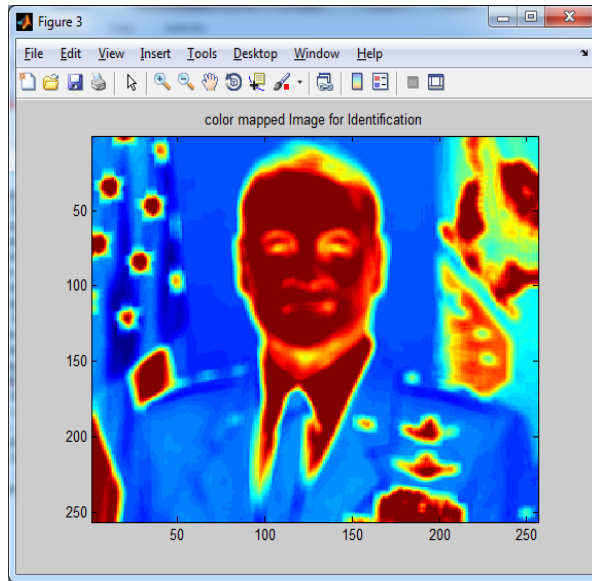 Figure 3
File Edit View Insert Tools Desktop Window Help
color mapped Image for Identification
50
100
150
200
250
50 100 150 200 250